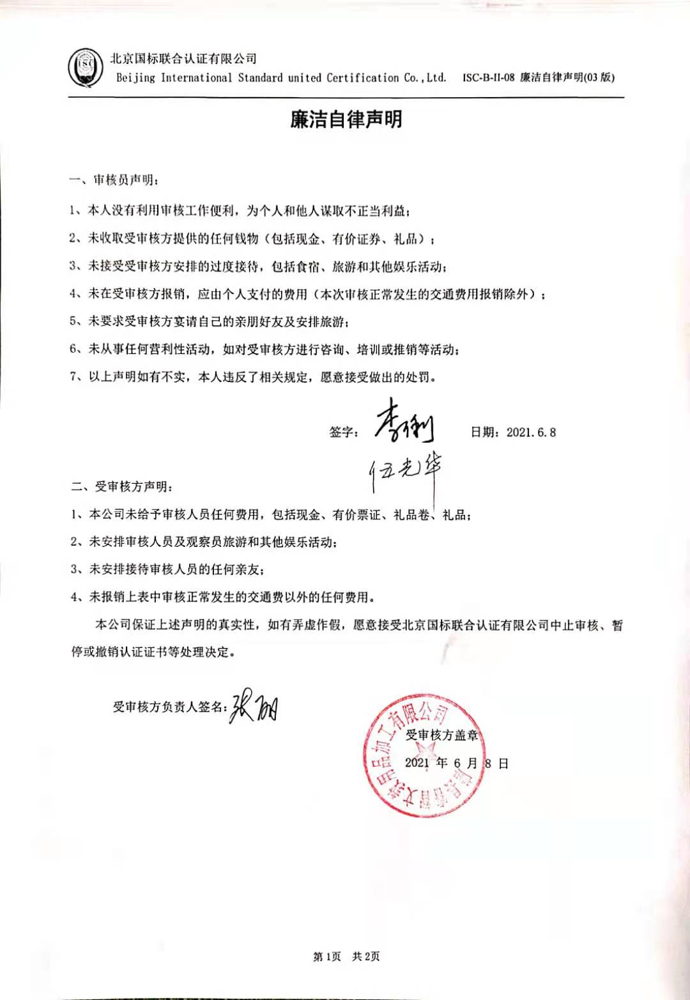 ISC
北京国标联合认证有限公司
Beijing International Standard united Certification Co.,Ltd. ISC-B-II-08 廉洁自律声明(03 版)
廉洁自律声明
一、审核员声明：
1、本人没有利用审核工作便利，为个人和他人谋取不正当利益；
2、未收取受审核方提供的任何钱物（包括现金、有价证券、礼品）；
3、未接受受审核方安排的过度接待，包括食宿、旅游和其他娱乐活动；
4、未在受审核方报销，应由个人支付的费用（本次审核正常发生的交通费用报销除外）；
5、未要求受审核方宴请自己的亲朋好友及安排旅游；
6、未从事任何营利性活动，如对受审核方进行咨询、培训或推销等活动；
7、以上声明如有不实，本人违反了相关规定，愿意接受做出的处罚。
签字： 李俐 日期：2021.6.8
伍光华
二、受审核方声明：
1、本公司未给予审核人员任何费用，包括现金、有价票证、礼品卷、礼品；
2、未安排审核人员及观察员旅游和其他娱乐活动；
3、未安排接待审核人员的任何亲友；
4、未报销上表中审核正常发生的交通费以外的任何费用。
本公司保证上述声明的真实性，如有弄虚作假，愿意接受北京国标联合认证有限公司中止审核、暂
停或撤销认证证书等处理决定。
受审核方负责人签名：张丽
受审核方盖章
2021 年 6 月 8 日
文教用品加工有限公司
第 1页 共 2页